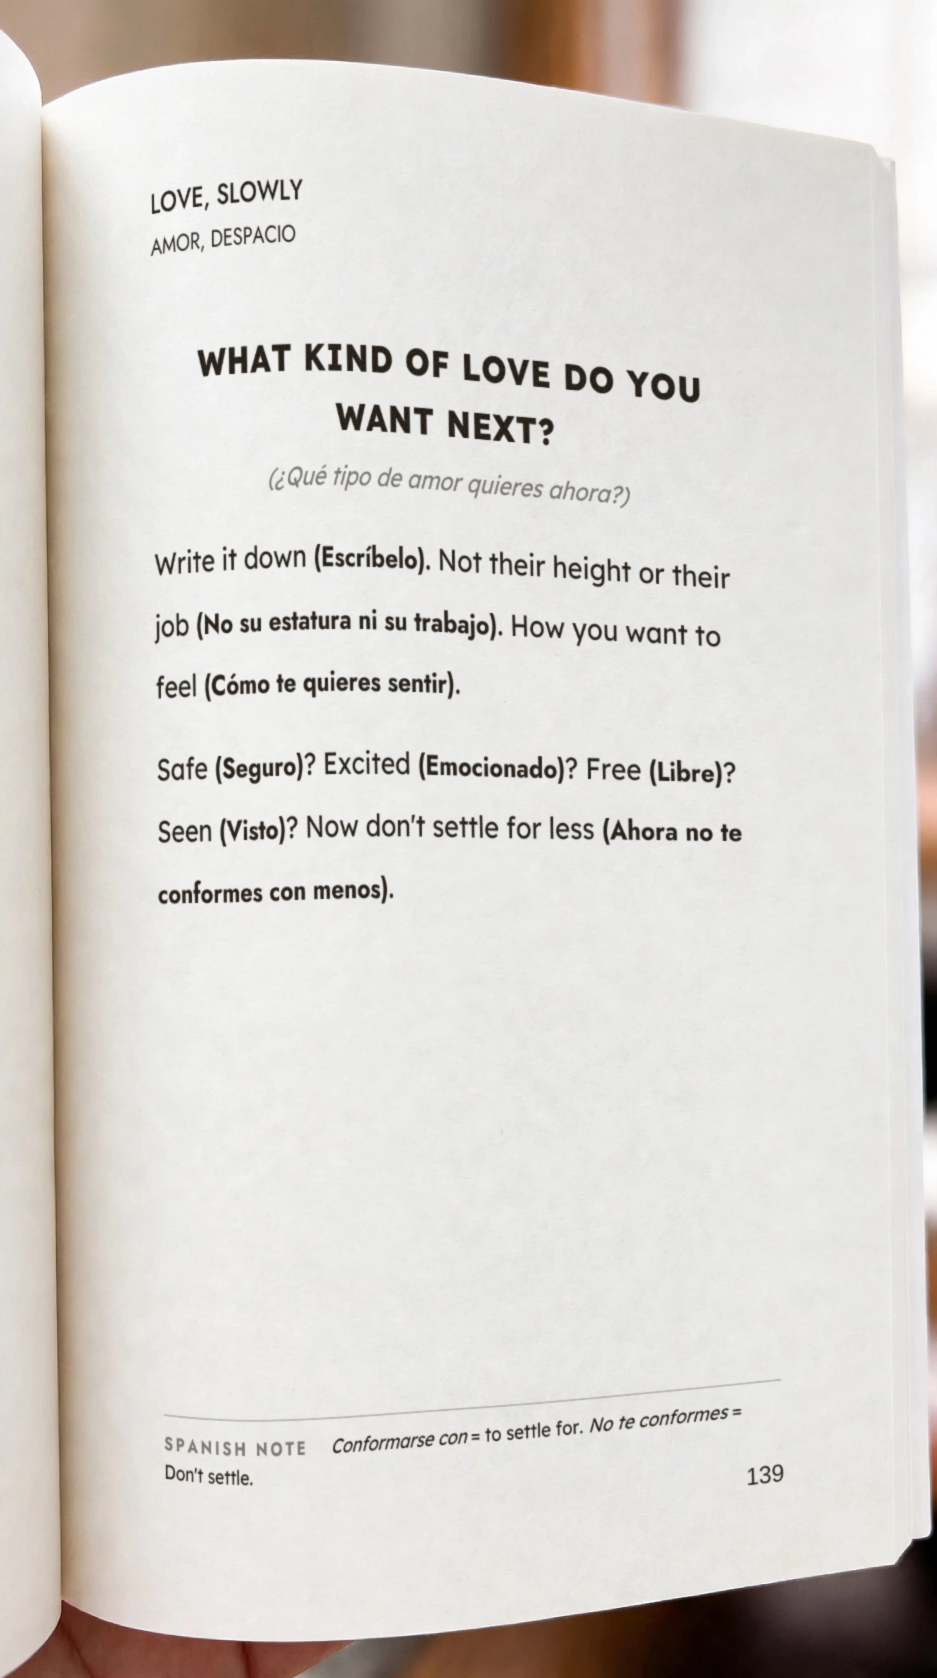 LOVE, SLOWLY
AMOR, DESPACIO
WHAT KIND OF LOVE DO YOU
WANT NEXT?
(¿Qué tipo de amor quieres ahora?)
Write it down (Escríbelo). Not their height or their
job (No su estatura ni su trabajo). How you want to
feel (Cómo te quieres sentir).
Safe (Seguro)? Excited (Emocionado)? Free (Libre)?
Seen (Visto)? Now don't settle for less (Ahora no te
conformes con menos).
SPANISH NOTE Conformarse con = to settle for. No te conformes =
Don't settle.
139